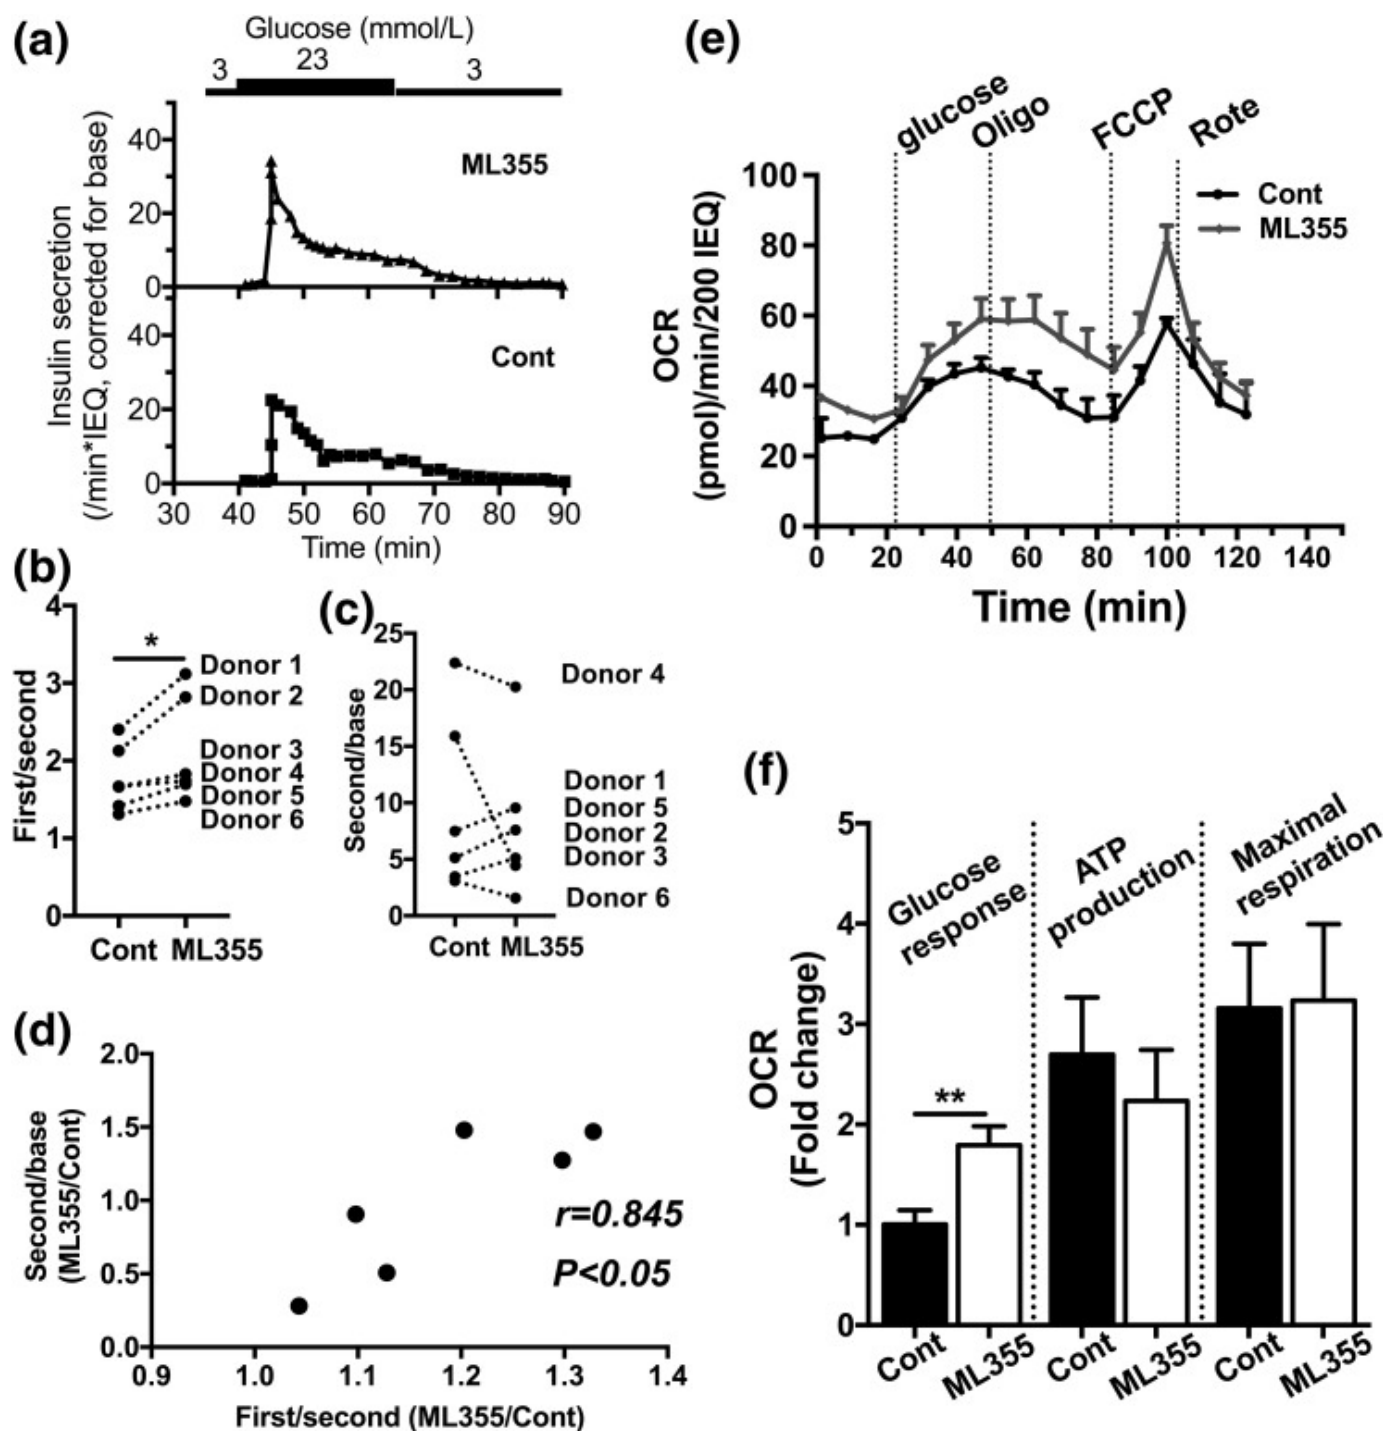 (a)
Glucose (mmol/L)
3 23 3
Insulin secretion
(/min*IEQ, corrected for base)
40
20
0
ML355
40
20
0
Cont
30 40 50 60 70 80 90
Time (min)
(b)
First/second
4
3
2
1
0
*
Donor 1
Donor 2
Donor 3
Donor 4
Donor 5
Donor 6
Cont ML355
(c)
Second/base
25
20
15
10
5
0
Donor 4
Donor 1
Donor 5
Donor 2
Donor 3
Donor 6
Cont ML355
(d)
Second/base
(ML355/Cont)
2.0
1.5
1.0
0.5
0.0
r=0.845
P<0.05
0.9 1.0 1.1 1.2 1.3 1.4
First/second (ML355/Cont)
(e)
glucose
Oligo
FCCP
Rote
Cont
ML355
OCR
(pmol)/min/200 IEQ)
100
80
60
40
20
0
0 20 40 60 80 100 120 140
Time (min)
(f)
OCR
(Fold change)
5
4
3
2
1
0
Glucose
response
ATP
production
Maximal
respiration
**
Cont ML355 Cont ML355 Cont ML355